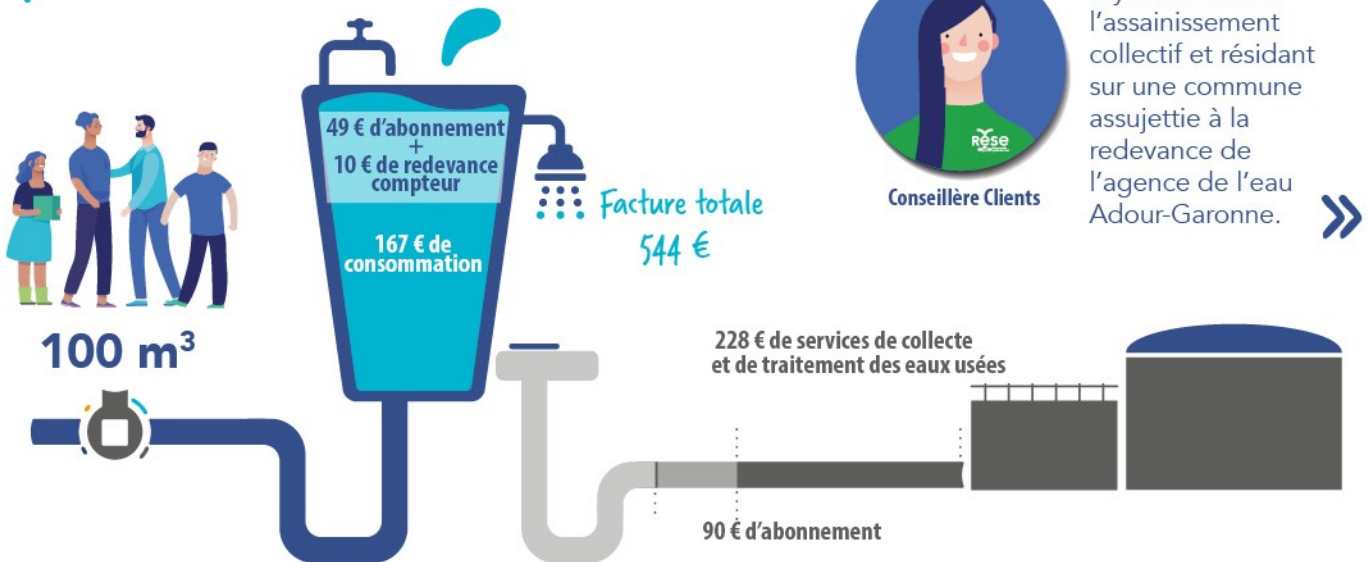 49 € d’abonnement
+
10 € de redevance
compteur
167 € de
consommation
Facture totale
544 €
100 m³
Rese
Conseillère Clients
l’assainissement
collectif et résidant
sur une commune
assujettie à la
redevance de
l’agence de l’eau
Adour-Garonne.
228 € de services de collecte
et de traitement des eaux usées
90 € d’abonnement